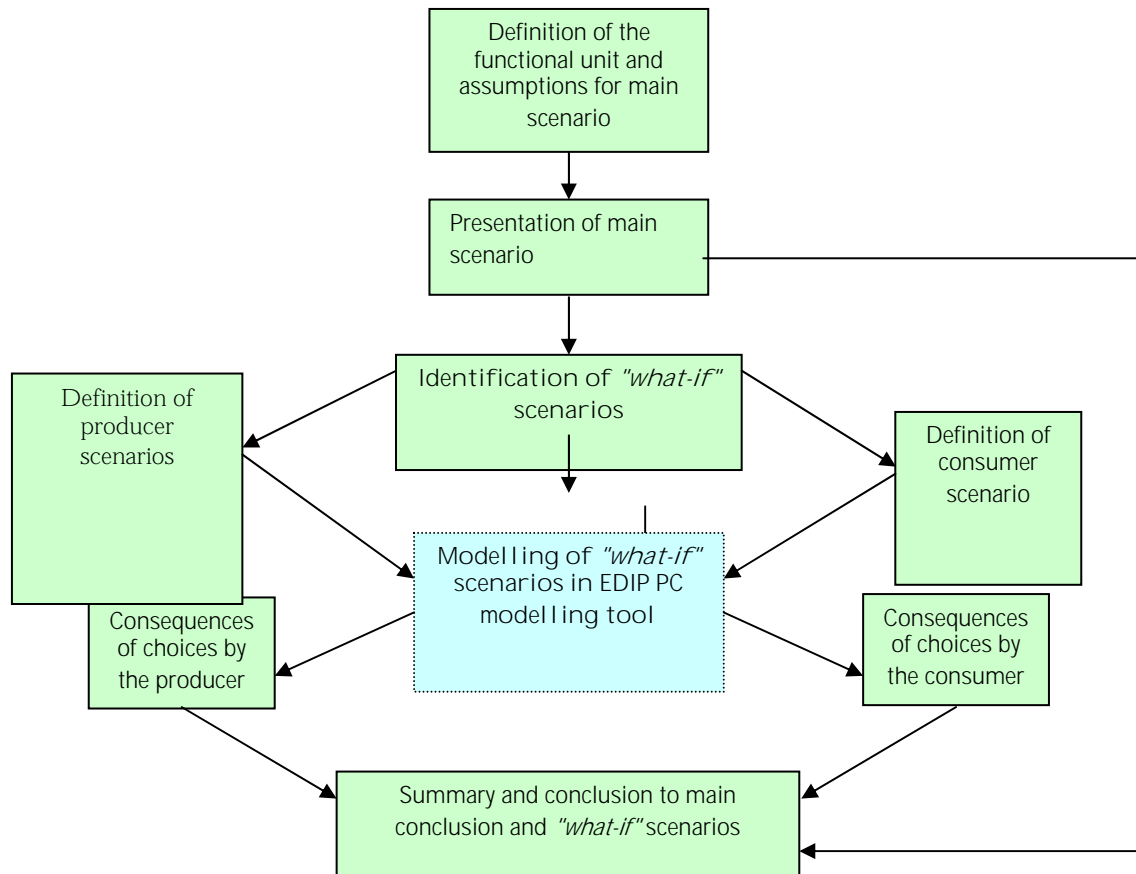 Definition of the
functional unit and
assumptions for main
scenario
Presentation of main
scenario
Identification of "what-if"
scenarios
Definition of
producer
scenarios
Definition of
consumer
scenario
Modelling of "what-if"
scenarios in EDIP PC
modelling tool
Consequences
of choices by
the producer
Consequences
of choices by
the consumer
Summary and conclusion to main
conclusion and "what-if" scenarios